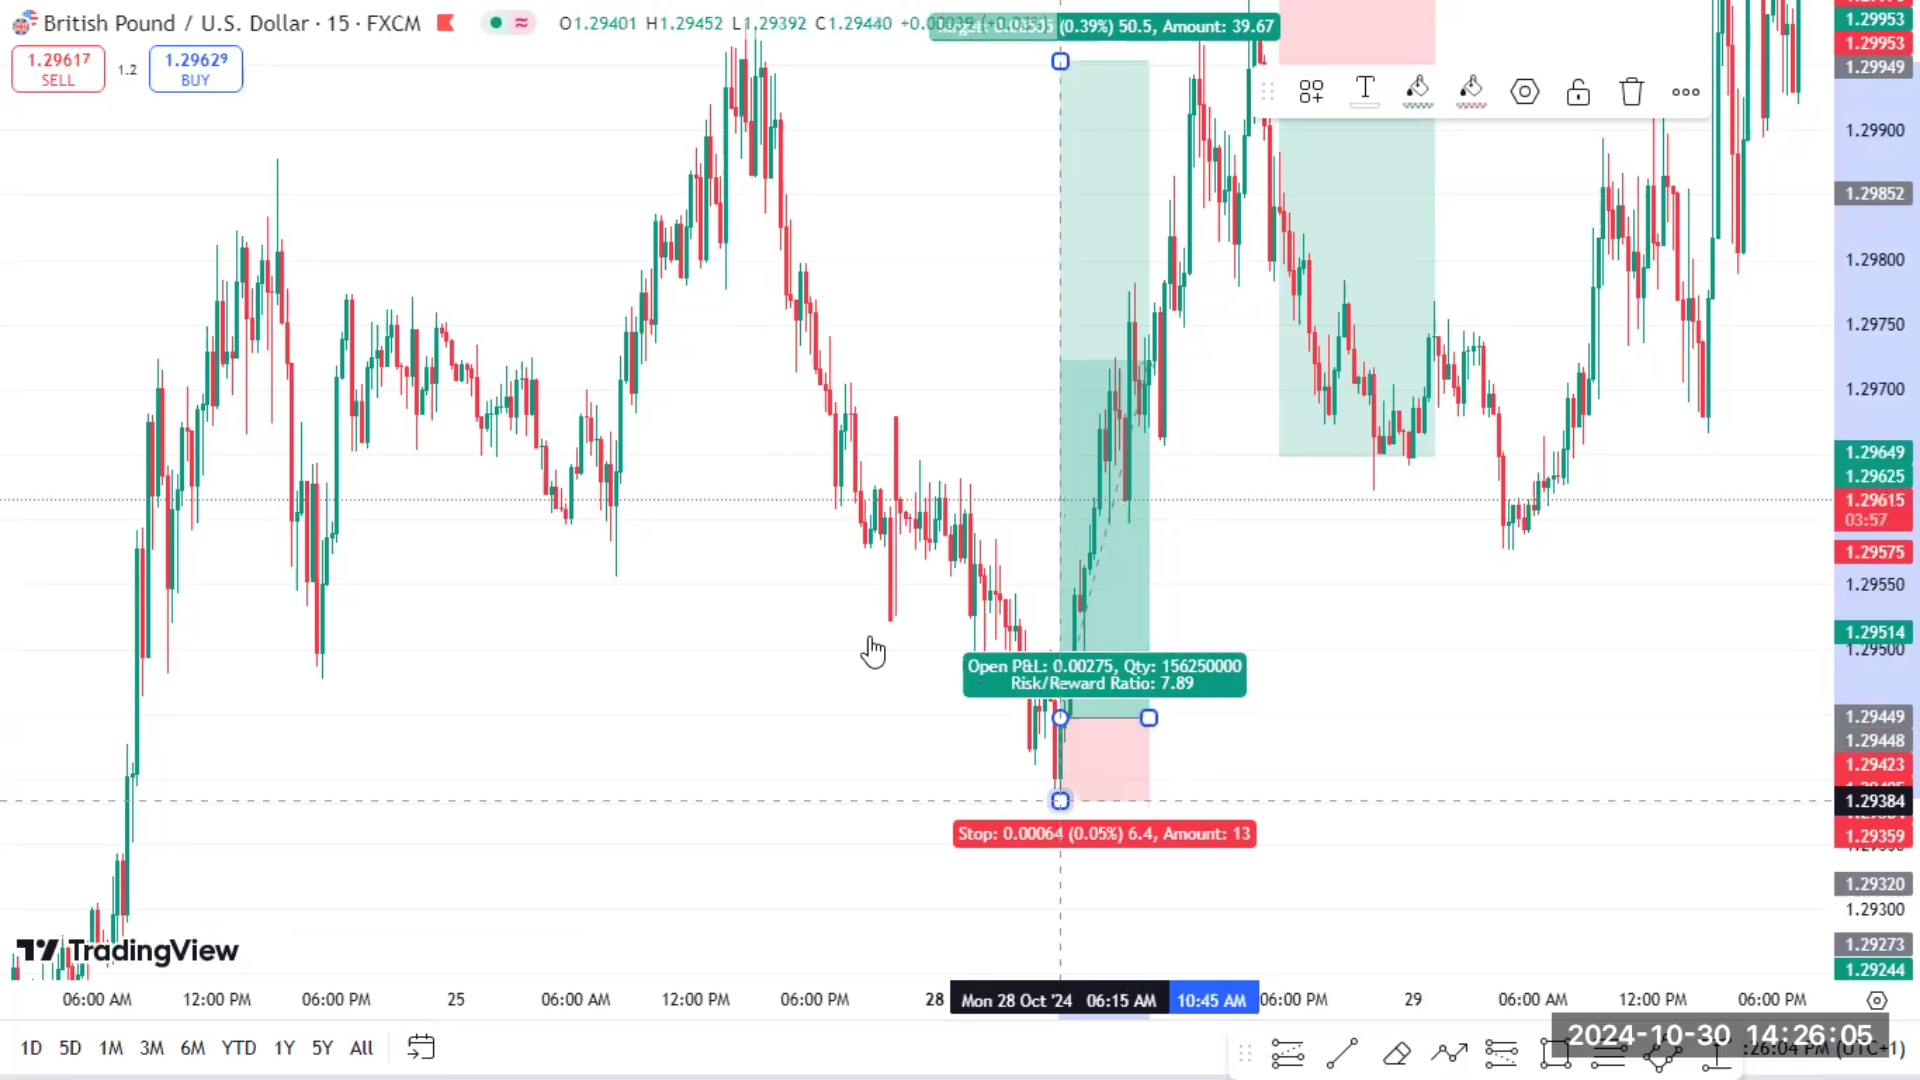 British Pound / U.S. Dollar · 15 · FXCM
O1.29401 H1.29452 L1.29392 C1.29440
(0.39%) 50.5, Amount: 39.67
1.29617
SELL
1.2
1.29629
BUY
T
1.29953
1.29953
1.29949
1.29900
1.29852
1.29800
1.29750
1.29700
1.29649
1.29625
1.29615
03:57
1.29575
1.29550
1.29514
1.29500
1.29449
1.29448
1.29423
1.29384
1.29359
1.29320
1.29300
1.29273
1.29244
Open P&L: 0.00275, Qty: 156250000
Risk/Reward Ratio: 7.89
Stop: 0.00064 (0.05%) 6.4, Amount: 13
TradingView
06:00 AM 12:00 PM 06:00 PM 25 06:00 AM 12:00 PM 06:00 PM 28 Mon 28 Oct '24 06:15 AM 10:45 AM 06:00 PM 29 06:00 AM 12:00 PM 06:00 PM
1D 5D 1M 3M 6M YTD 1Y 5Y All
2024-10-30 14:26:05
:26:04 PM (UTC+1)